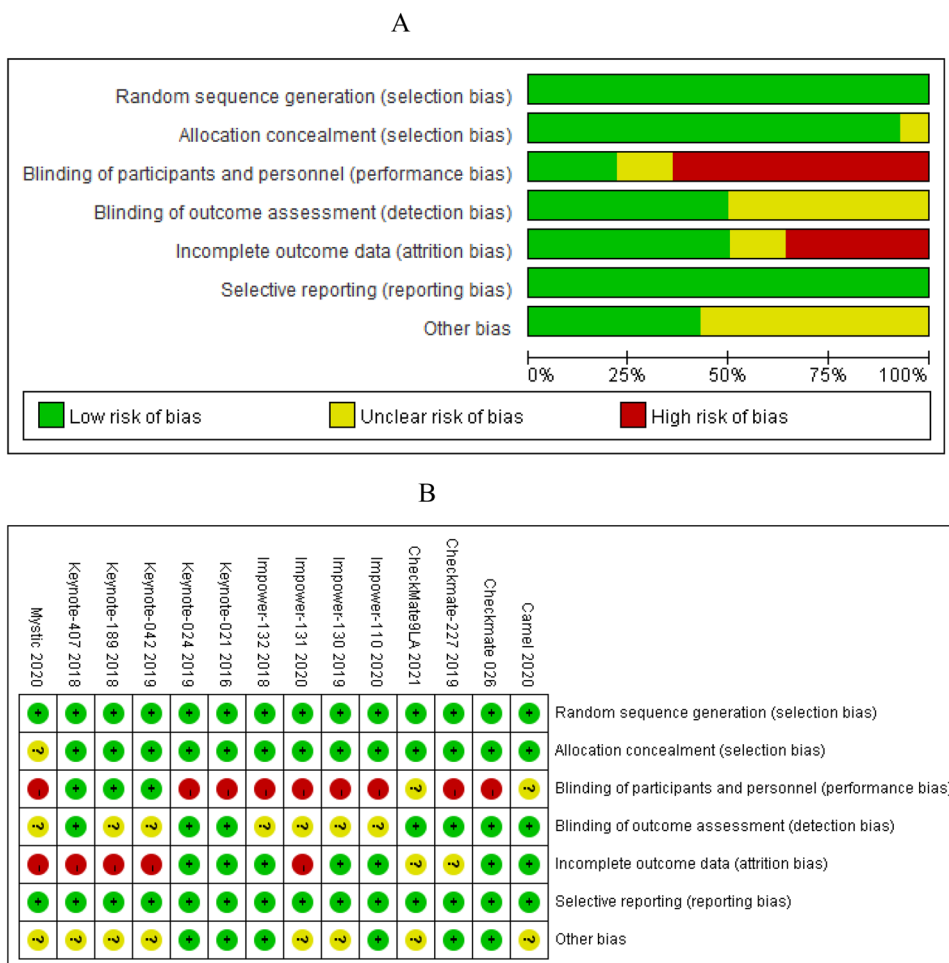 A
Random sequence generation (selection bias)
Allocation concealment (selection bias)
Blinding of participants and personnel (performance bias)
Blinding of outcome assessment (detection bias)
Incomplete outcome data (attrition bias)
Selective reporting (reporting bias)
Other bias
0% 25% 50% 75% 100%
Low risk of bias Unclear risk of bias High risk of bias
B
Mystic 2020
Keynote-407 2018
Keynote-189 2018
Keynote-042 2019
Keynote-024 2019
Keynote-021 2016
Impower-132 2018
Impower-131 2020
Impower-130 2019
Impower-110 2020
CheckMate9LA 2021
Checkmate-227 2019
Checkmate 026
Camel 2020
+ + + + + + + + + + + + + + Random sequence generation (selection bias)
? + + + + + + + + + + + + + Allocation concealment (selection bias)
- + + + - - - - - - ? - - ? Blinding of participants and personnel (performance bias)
? + ? ? + + ? ? ? ? + + + + Blinding of outcome assessment (detection bias)
- - - - + + + - + + ? ? + + Incomplete outcome data (attrition bias)
+ + + + + + + + + + + + + + Selective reporting (reporting bias)
? ? ? ? + + + ? ? + ? + + ? Other bias